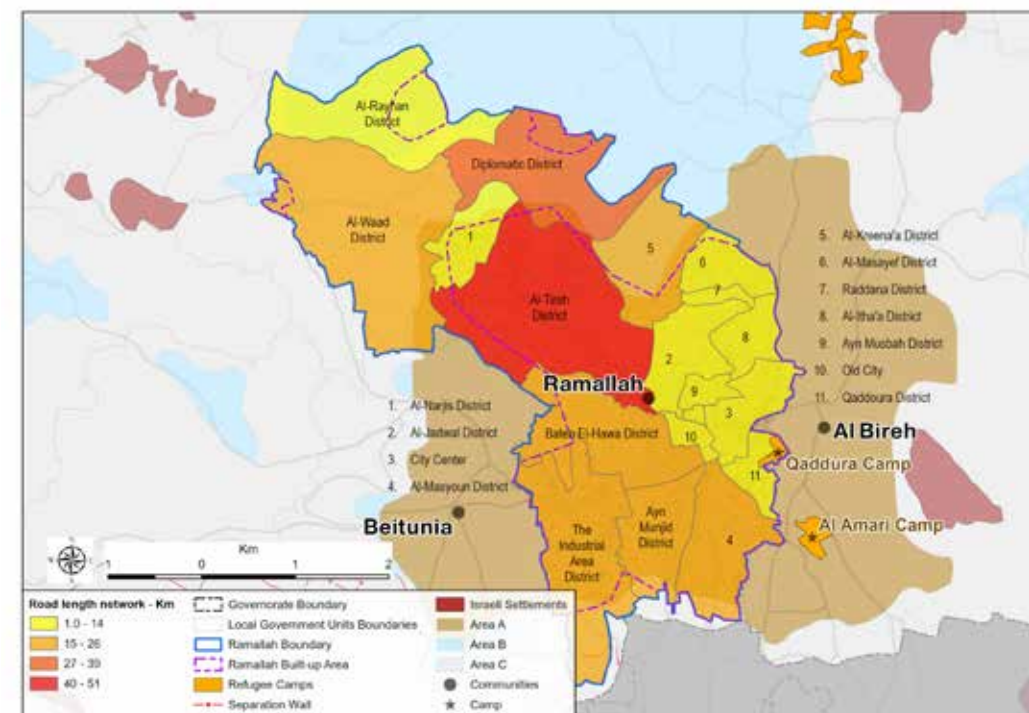 Al-Rayhan
District
Diplomatic District
Al-Waad
District
1
5
6
7
Al-Tireh
District
2
8
Ramallah
9
3
10
Baten El-Hawa District
11
Qaddura Camp
Al Bireh
Al Amari Camp
Beitunia
The
Industrial
Area
District
Ayn
Munjid
District
4
5. Al-Kreena'a District
6. Al-Masayef District
7. Raddana District
8. Al-Itha'a District
9. Ayn Musbah District
10. Old City
11. Qaddoura District
1. Al-Narjis District
2. Al-Jadwal District
3. City Center
4. Al-Masyoun District
Km
1 0 1 2
Road length netwrok - Km
1.0 - 14
15 - 26
27 - 39
40 - 51
Governorate Boundary
Local Government Units Boundaries
Ramallah Boundary
Ramallah Built-up Area
Refugee Camps
Separation Wall
Israeli Settlements
Area A
Area B
Area C
Communities
Camp